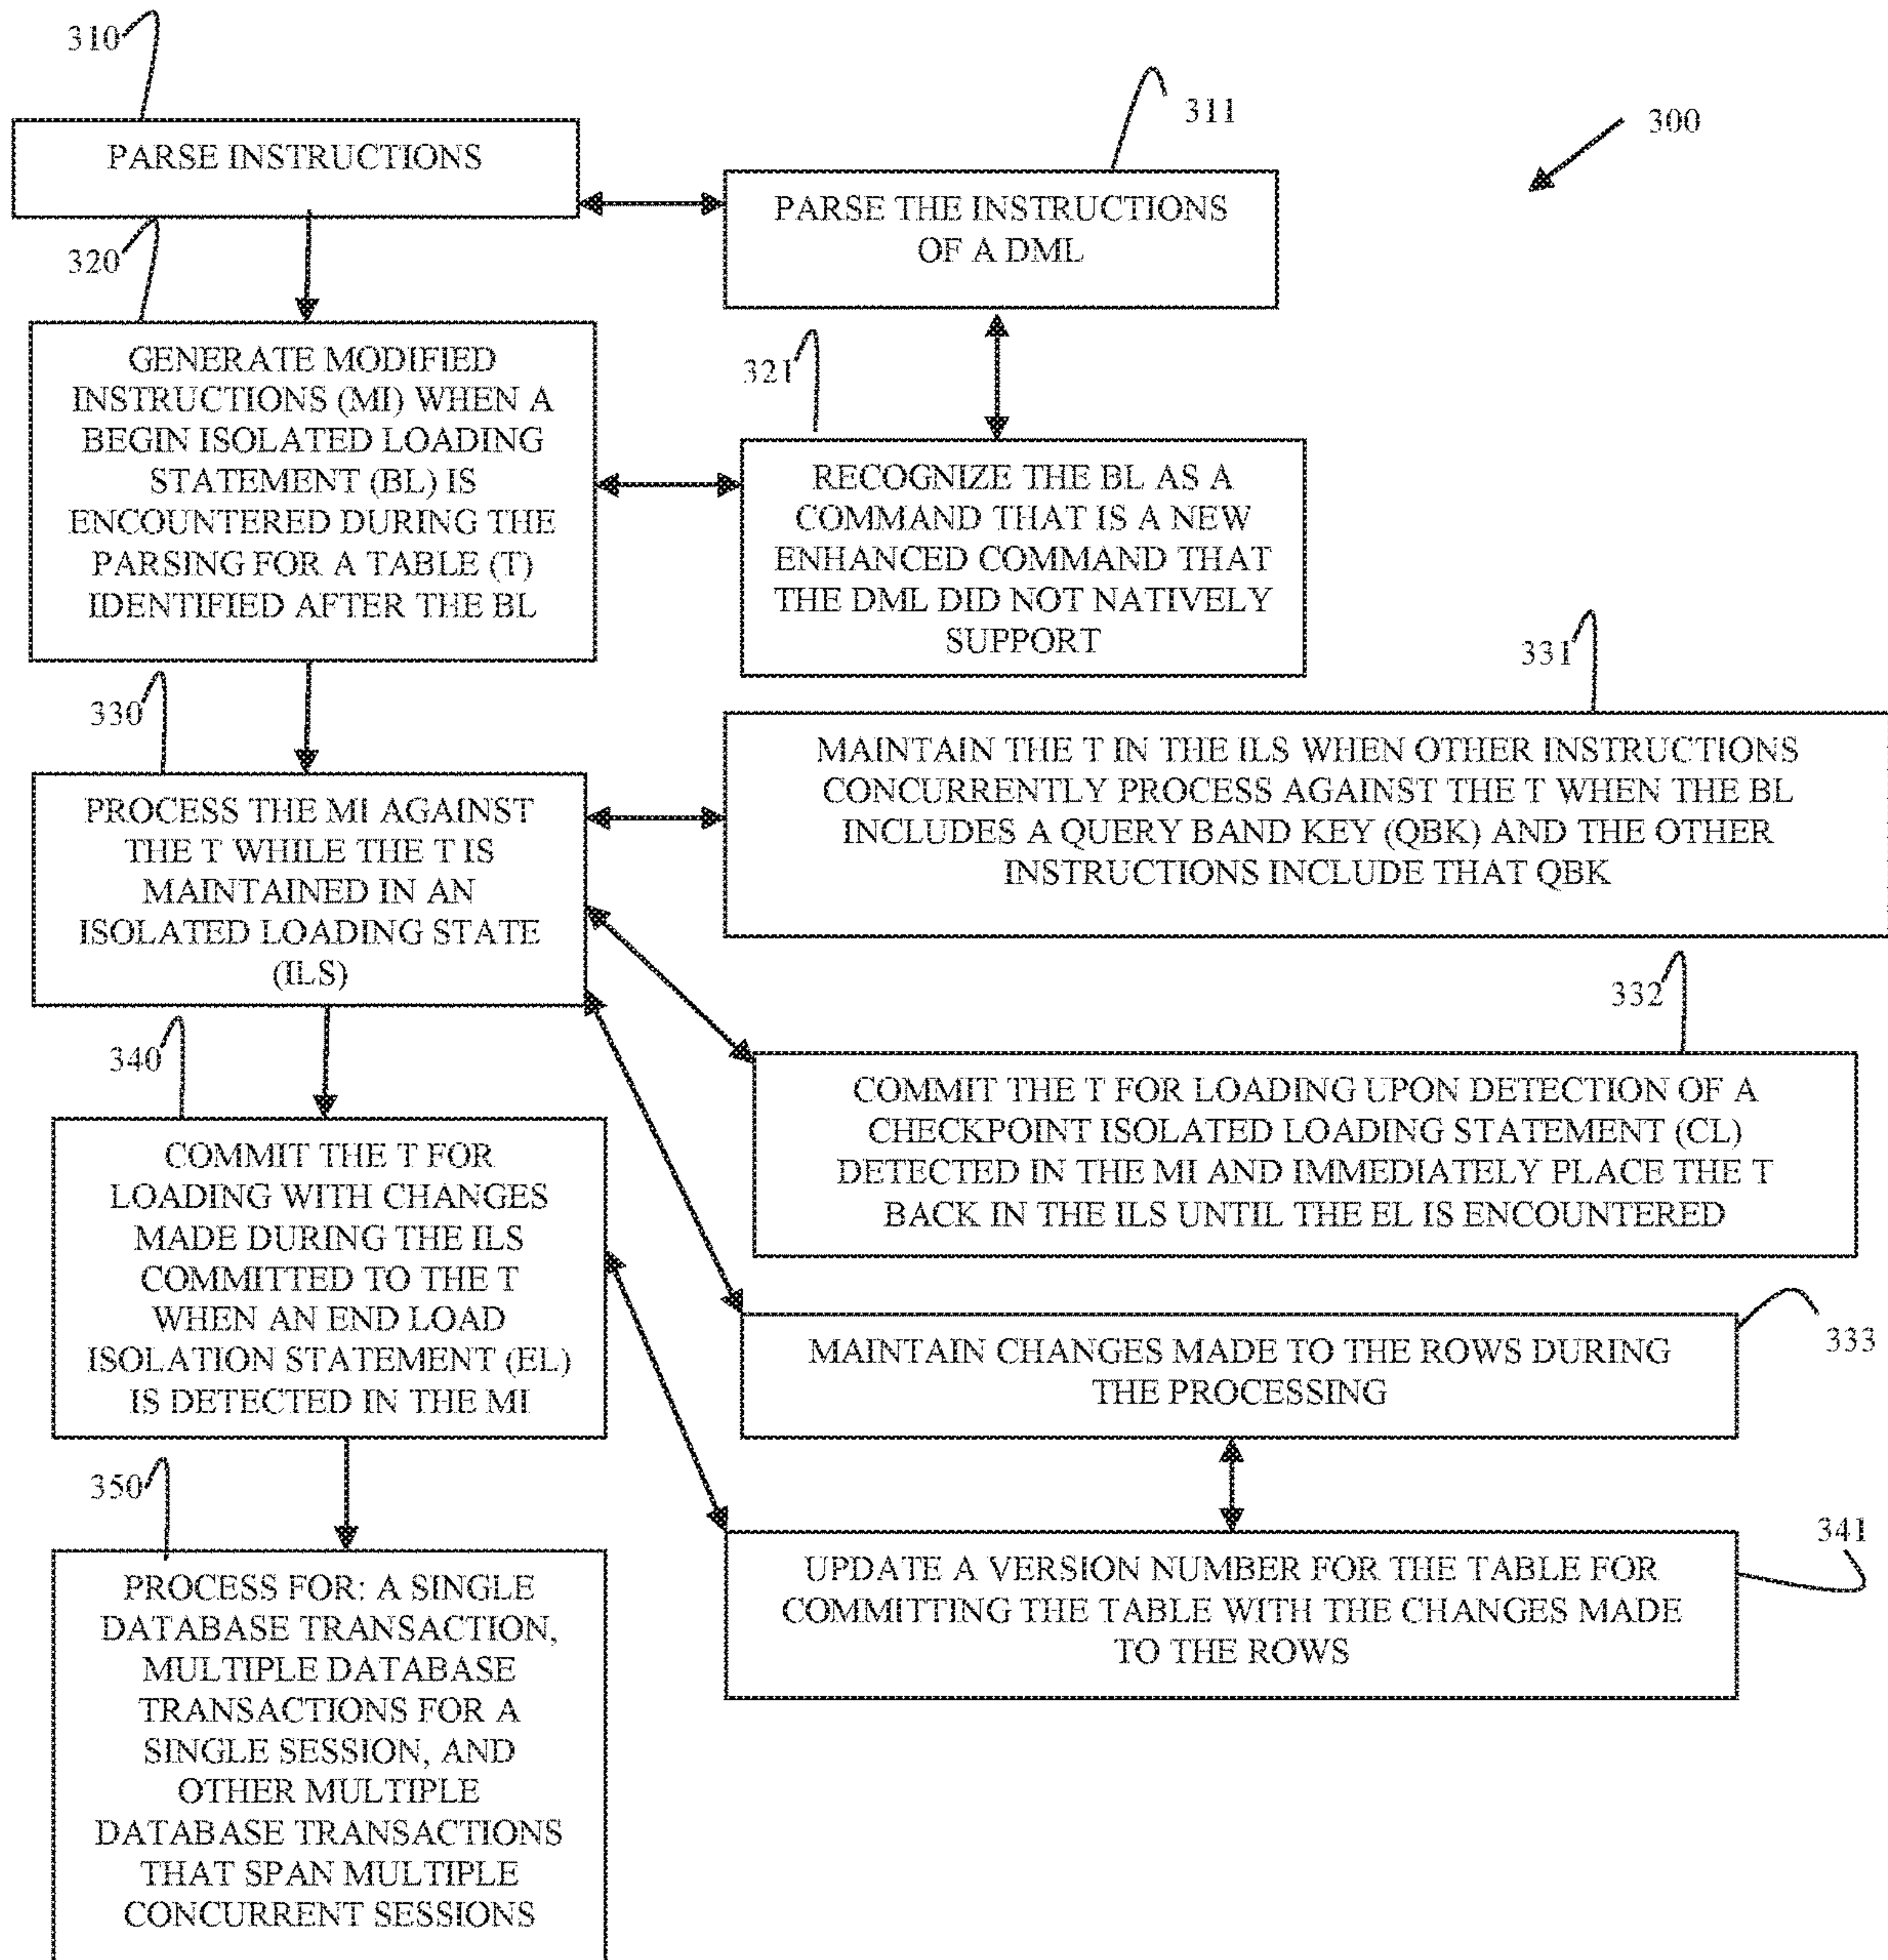 310
311
300
PARSE INSTRUCTIONS
PARSE THE INSTRUCTIONS
OF A DML
320
GENERATE MODIFIED
INSTRUCTIONS (MI) WHEN A
BEGIN ISOLATED LOADING
STATEMENT (BL) IS
ENCOUNTERED DURING THE
PARSING FOR A TABLE (T)
IDENTIFIED AFTER THE BL
321
RECOGNIZE THE BL AS A
COMMAND THAT IS A NEW
ENHANCED COMMAND THAT
THE DML DID NOT NATIVELY
SUPPORT
330
PROCESS THE MI AGAINST
THE T WHILE THE T IS
MAINTAINED IN AN
ISOLATED LOADING STATE
(ILS)
331
MAINTAIN THE T IN THE ILS WHEN OTHER INSTRUCTIONS
CONCURRENTLY PROCESS AGAINST THE T WHEN THE BL
INCLUDES A QUERY BAND KEY (QBK) AND THE OTHER
INSTRUCTIONS INCLUDE THAT QBK
332
COMMIT THE T FOR LOADING UPON DETECTION OF A
CHECKPOINT ISOLATED LOADING STATEMENT (CL)
DETECTED IN THE MI AND IMMEDIATELY PLACE THE T
BACK IN THE ILS UNTIL THE EL IS ENCOUNTERED
340
COMMIT THE T FOR
LOADING WITH CHANGES
MADE DURING THE ILS
COMMITTED TO THE T
WHEN AN END LOAD
ISOLATION STATEMENT (EL)
IS DETECTED IN THE MI
333
MAINTAIN CHANGES MADE TO THE ROWS DURING
THE PROCESSING
341
UPDATE A VERSION NUMBER FOR THE TABLE FOR
COMMITTING THE TABLE WITH THE CHANGES MADE
TO THE ROWS
350
PROCESS FOR: A SINGLE
DATABASE TRANSACTION,
MULTIPLE DATABASE
TRANSACTIONS FOR A
SINGLE SESSION, AND
OTHER MULTIPLE
DATABASE TRANSACTIONS
THAT SPAN MULTIPLE
CONCURRENT SESSIONS